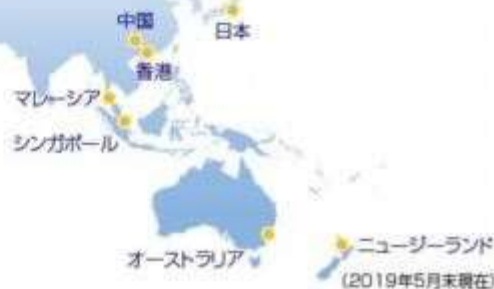 中国
日本
香港
マレーシア
シンガポール
オーストラリア
ニュージーランド
(2019年5月末現在)